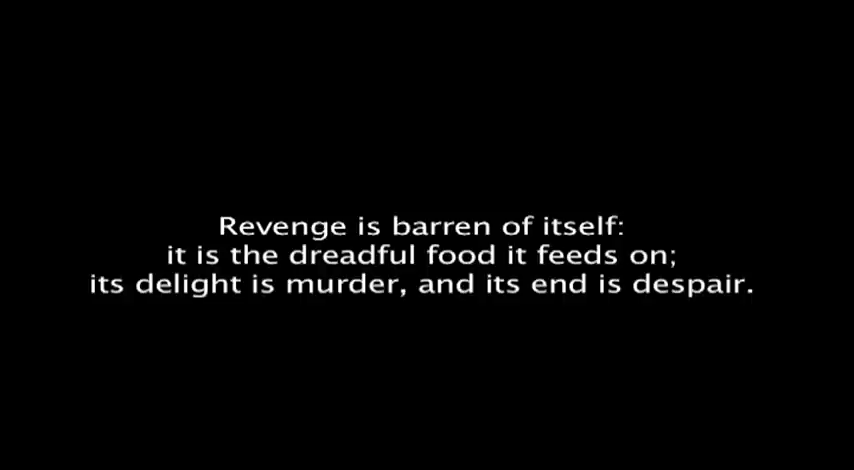 Revenge is barren of itself:
it is the dreadful food it feeds on;
its delight is murder, and its end is despair.